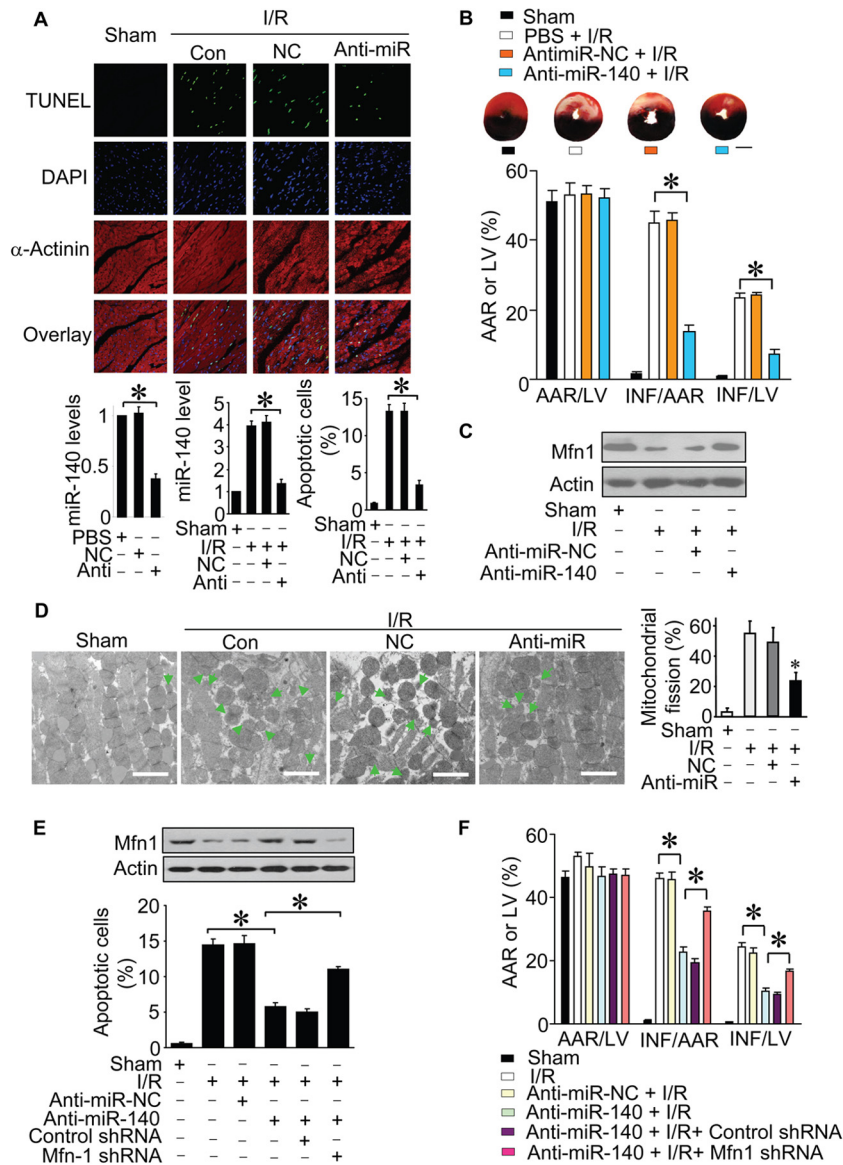 A
I/R
Sham
Con
NC
Anti-miR
TUNEL
DAPI
α-Actinin
Overlay
miR-140 levels
1
0.5
0
*
PBS + – –
NC – + –
Anti – – +
miR-140 level
5
4
3
2
1
0
*
Sham + – – –
I/R – + + +
NC – – + –
Anti – – – +
Apoptotic cells
(%)
15
10
5
0
*
Sham + – – –
I/R – + + +
NC – – + –
Anti – – – +
B
Sham
PBS + I/R
AntimiR-NC + I/R
Anti-miR-140 + I/R
AAR or LV (%)
60
40
20
0
*
*
AAR/LV INF/AAR INF/LV
C
Mfn1
Actin
Sham + – – –
I/R – + + +
Anti-miR-NC – – + –
Anti-miR-140 – – – +
D
I/R
Sham
Con
NC
Anti-miR
Mitochondrial
fission (%)
60
40
20
0
*
Sham + – – –
I/R – + + +
NC – – + –
Anti-miR – – – +
E
Mfn1
Actin
Apoptotic cells
(%)
20
15
10
5
0
*
*
Sham + – – – – –
I/R – + + + + +
Anti-miR-NC – – + – – –
Anti-miR-140 – – – + + +
Control shRNA – – – – + –
Mfn-1 shRNA – – – – – +
F
AAR or LV (%)
60
40
20
0
*
*
*
*
AAR/LV INF/AAR INF/LV
Sham
I/R
Anti-miR-NC + I/R
Anti-miR-140 + I/R
Anti-miR-140 + I/R+ Control shRNA
Anti-miR-140 + I/R+ Mfn1 shRNA